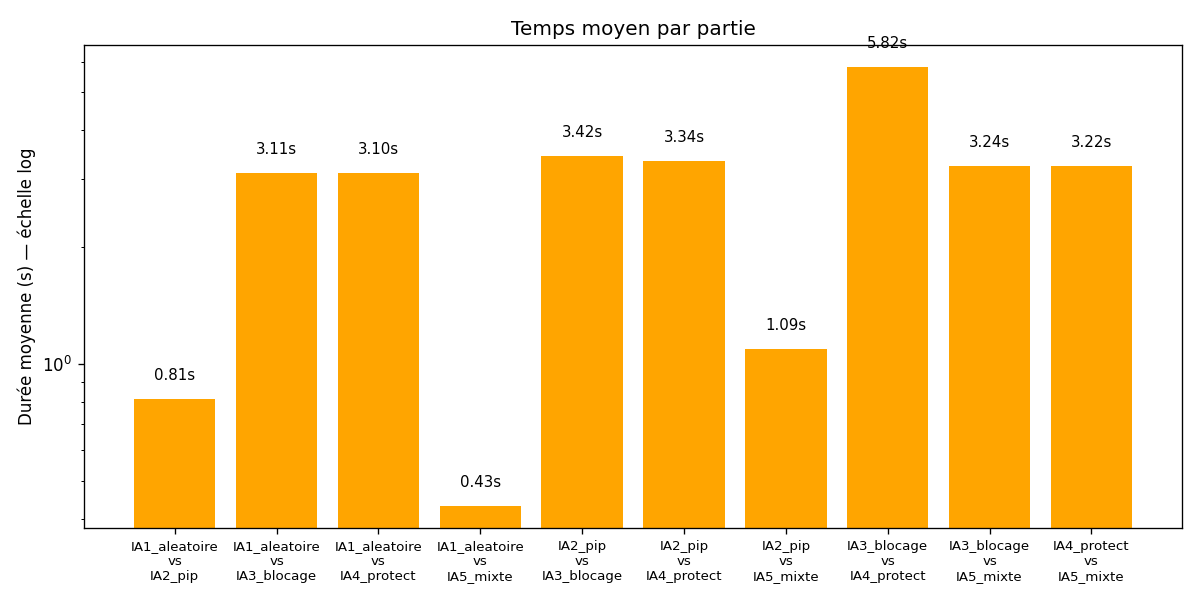 Temps moyen par partie
Durée moyenne (s) — échelle log
10⁰
0.81s
3.11s
3.10s
0.43s
3.42s
3.34s
1.09s
5.82s
3.24s
3.22s
IA1_aleatoire
vs
IA2_pip
IA1_aleatoire
vs
IA3_blocage
IA1_aleatoire
vs
IA4_protect
IA1_aleatoire
vs
IA5_mixte
IA2_pip
vs
IA3_blocage
IA2_pip
vs
IA4_protect
IA2_pip
vs
IA5_mixte
IA3_blocage
vs
IA4_protect
IA3_blocage
vs
IA5_mixte
IA4_protect
vs
IA5_mixte